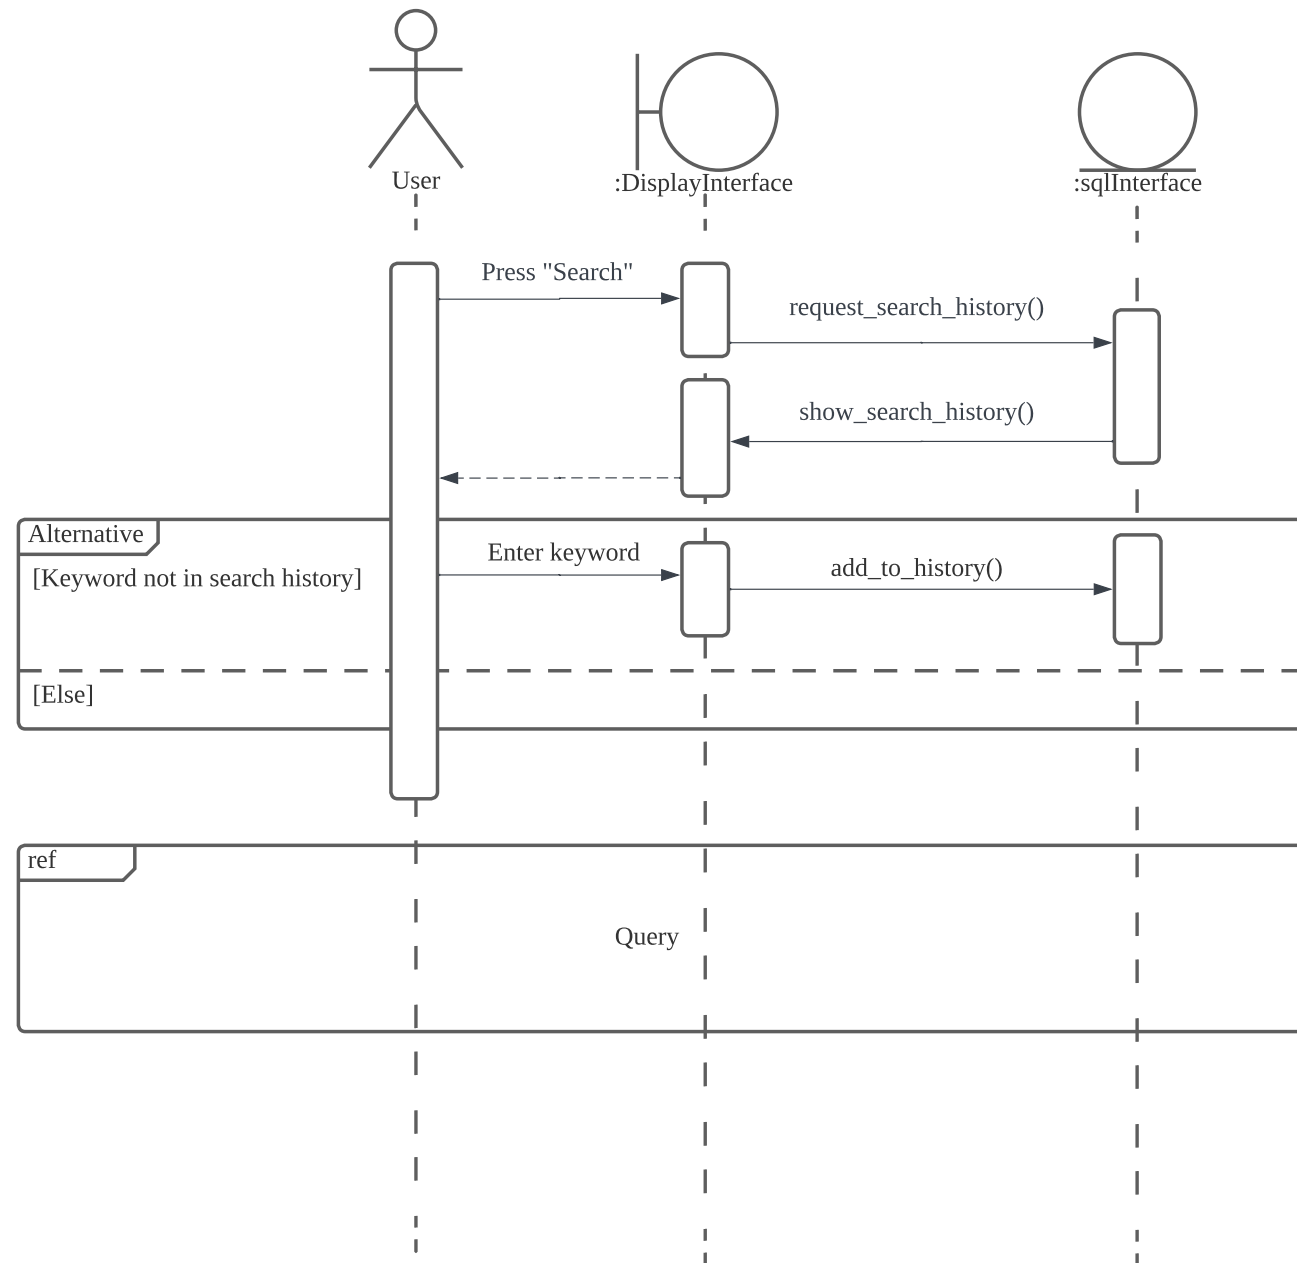 User
:DisplayInterface
:sqlInterface
Press "Search"
request_search_history()
show_search_history()
Alternative
[Keyword not in search history]
Enter keyword
add_to_history()
[Else]
ref
Query